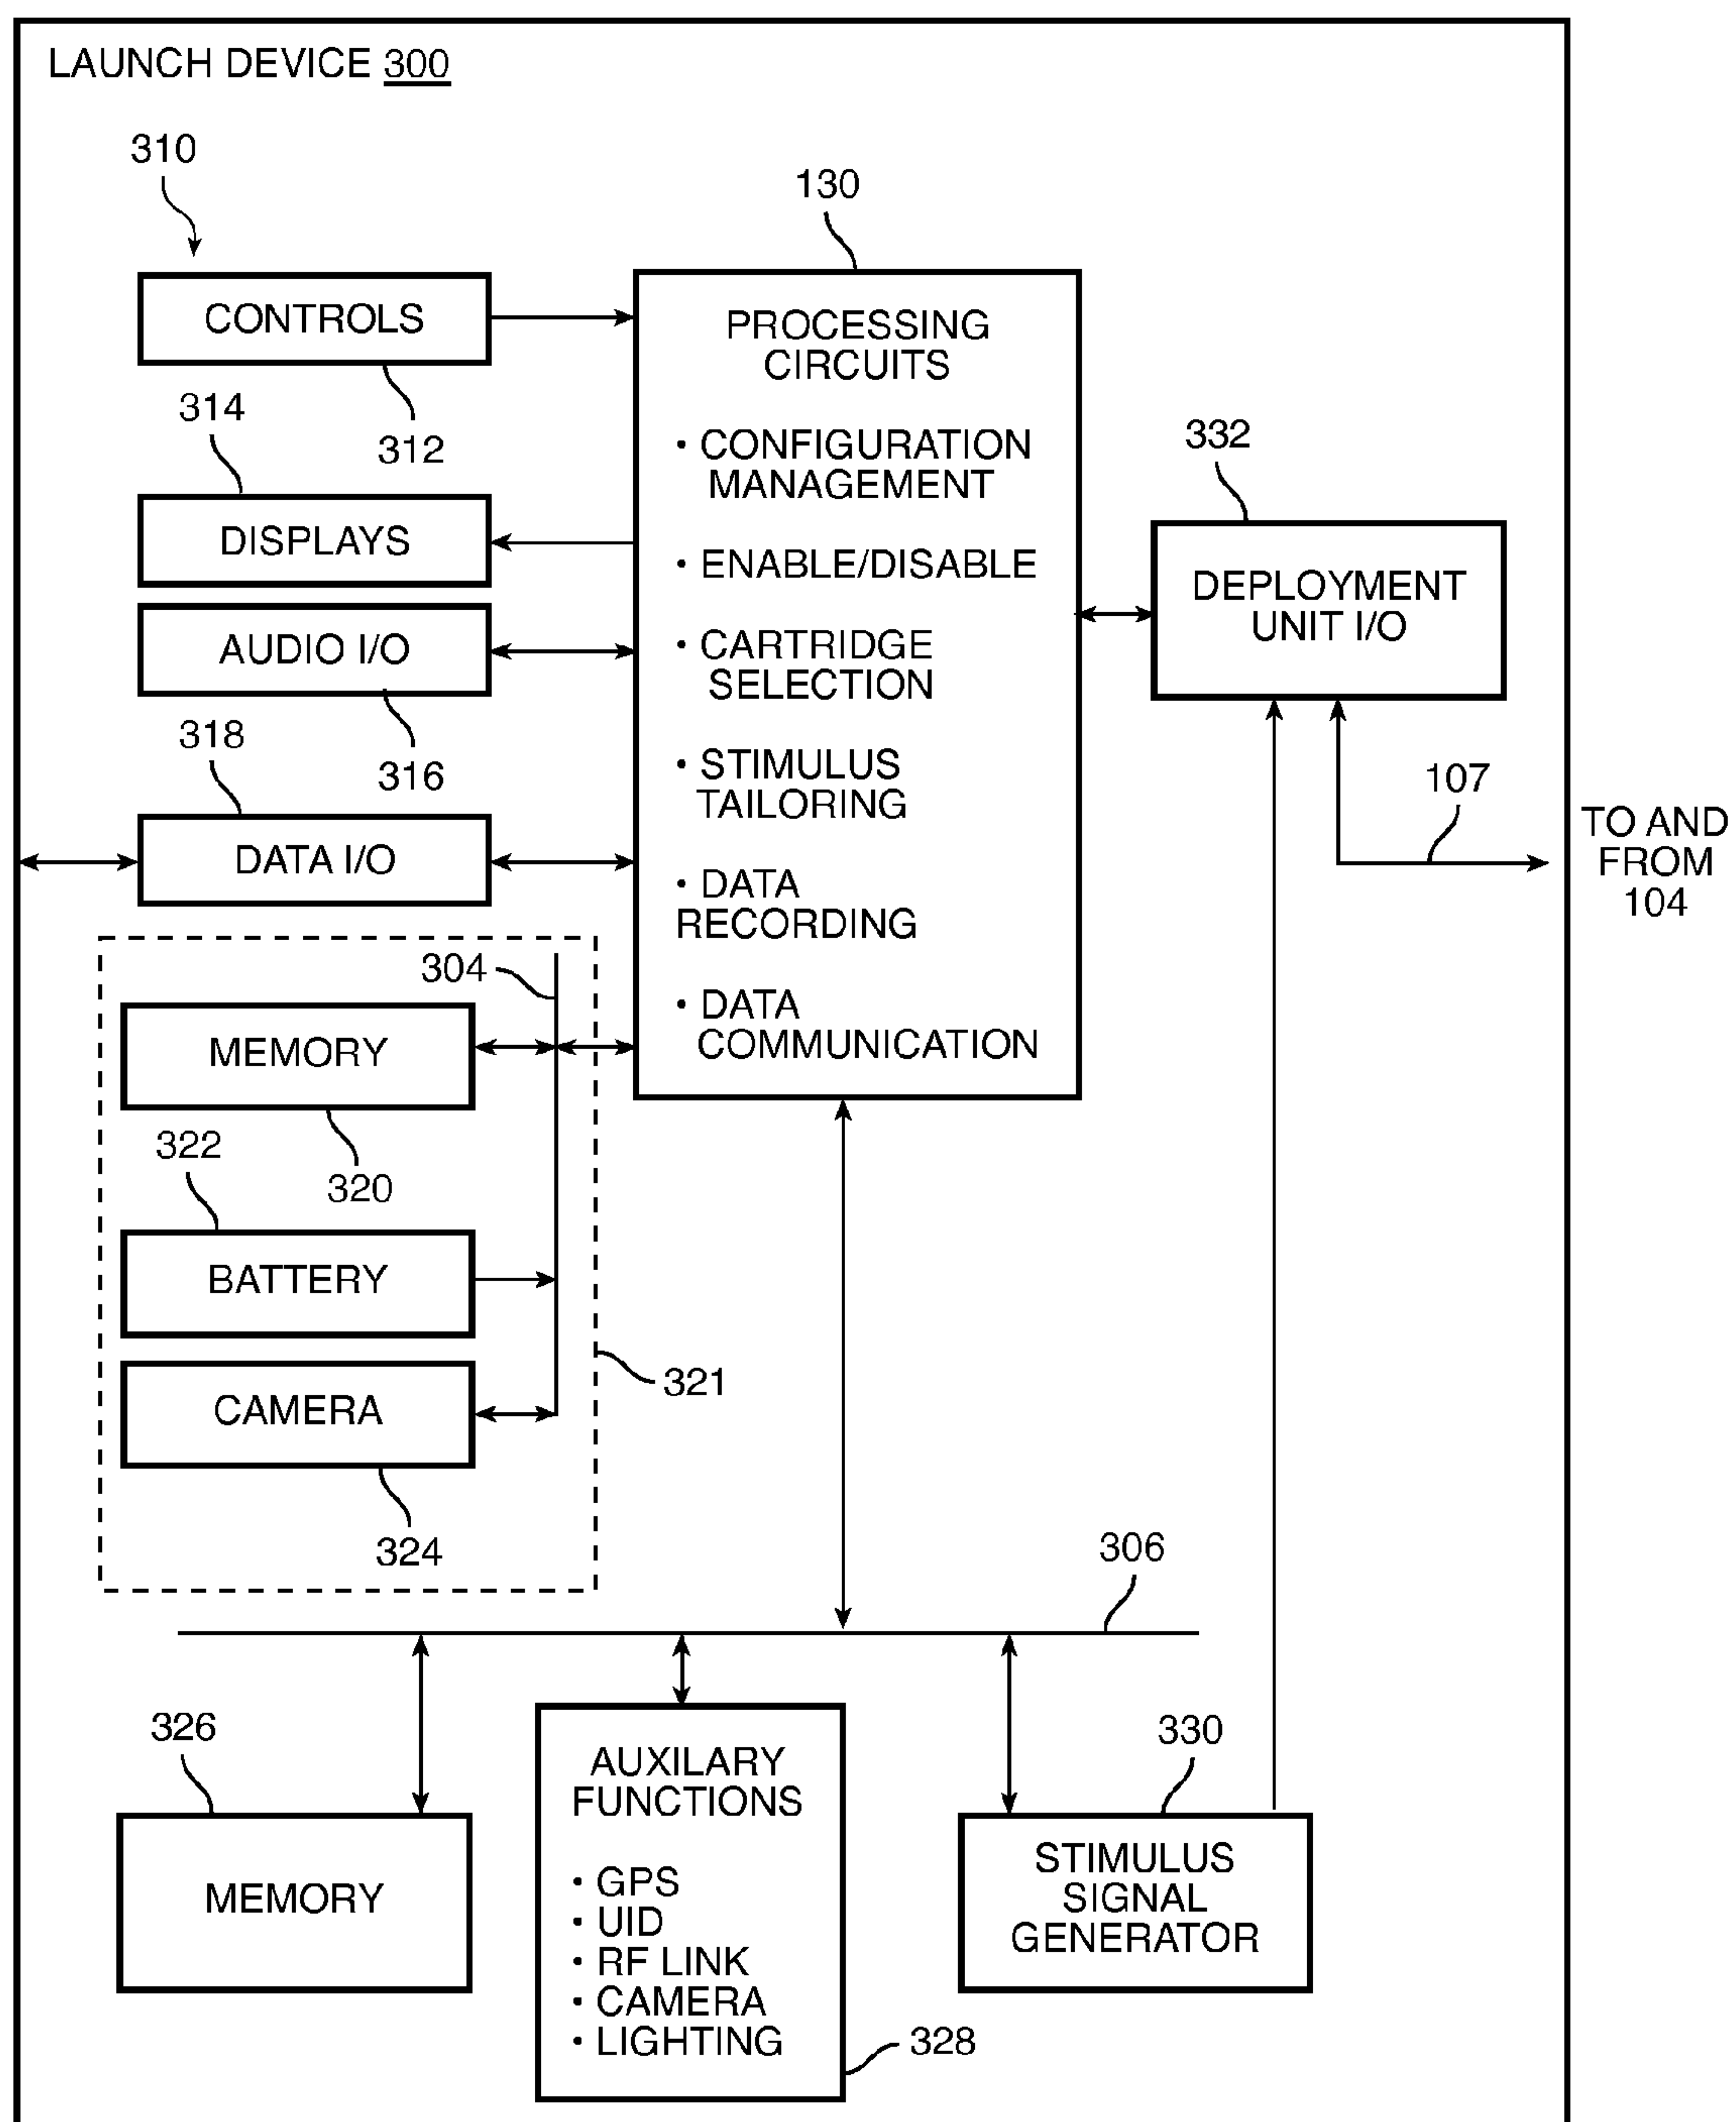 LAUNCH DEVICE 300
310
130
CONTROLS
312
PROCESSING
CIRCUITS
• CONFIGURATION
MANAGEMENT
• ENABLE/DISABLE
• CARTRIDGE
SELECTION
• STIMULUS
TAILORING
• DATA
RECORDING
• DATA
COMMUNICATION
314
DISPLAYS
AUDIO I/O
316
318
DATA I/O
332
DEPLOYMENT
UNIT I/O
107
TO AND
FROM
104
304
MEMORY
320
322
BATTERY
321
CAMERA
324
306
326
MEMORY
AUXILARY
FUNCTIONS
• GPS
• UID
• RF LINK
• CAMERA
• LIGHTING
328
330
STIMULUS
SIGNAL
GENERATOR